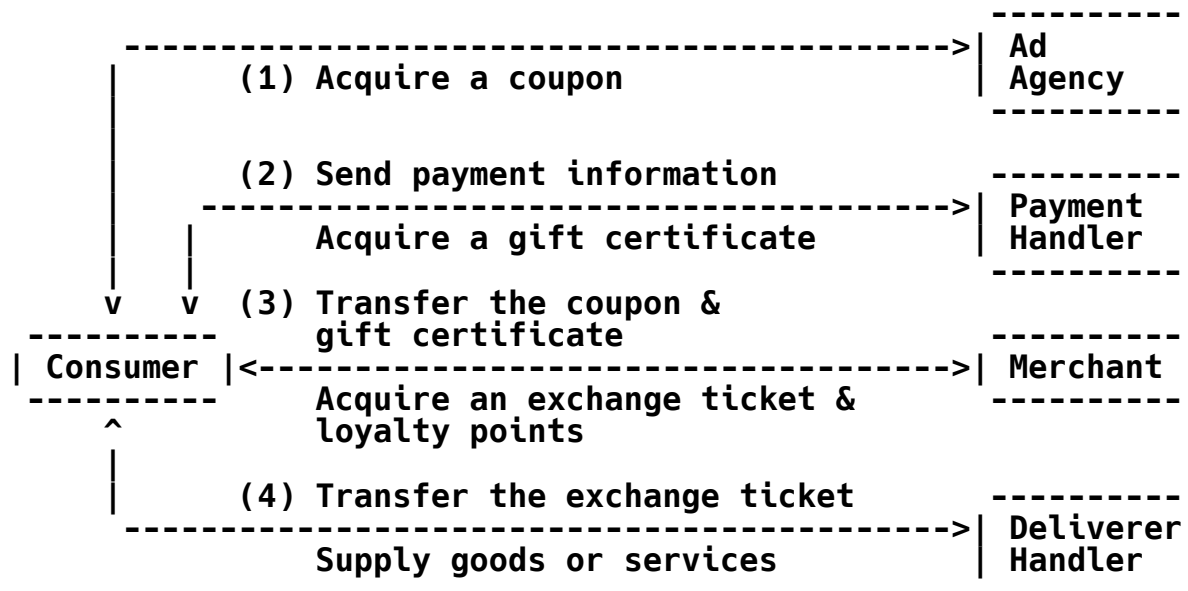 Ad
(1) Acquire a coupon Agency
(2) Send payment information
Payment
Acquire a gift certificate Handler
(3) Transfer the coupon &
gift certificate
Consumer Merchant
Acquire an exchange ticket &
loyalty points
(4) Transfer the exchange ticket
Deliverer
Supply goods or services Handler